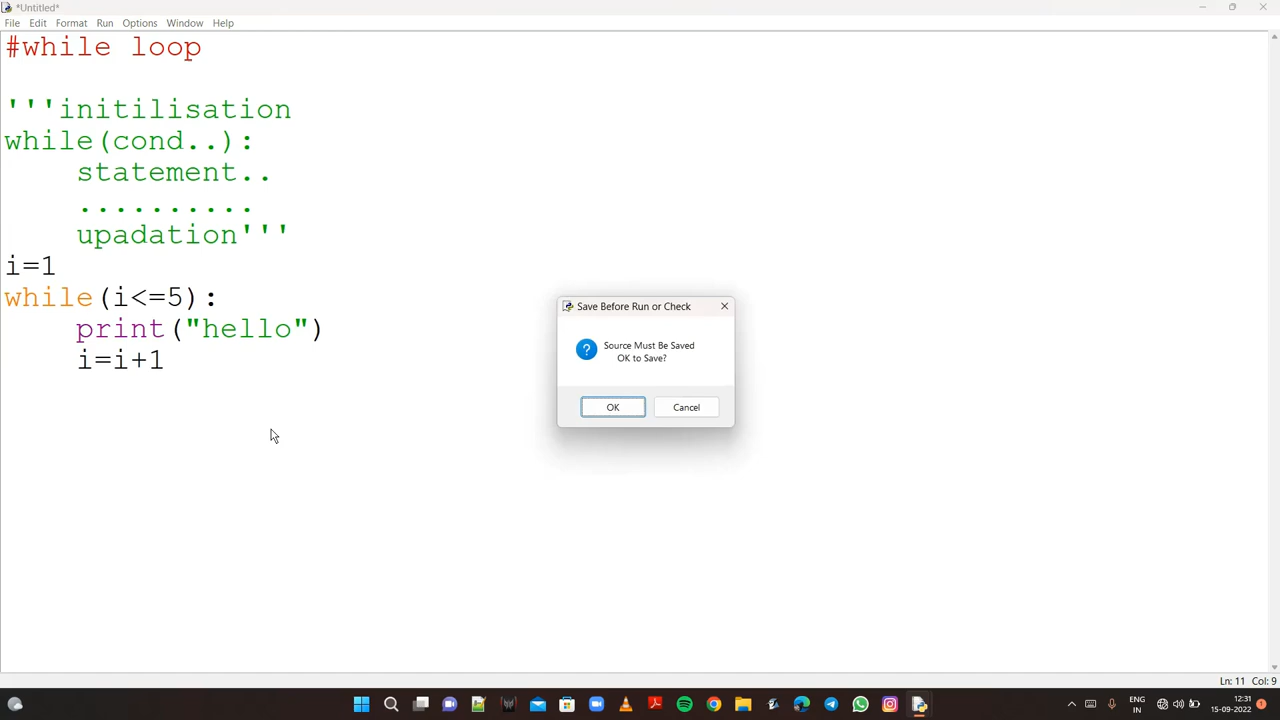 *Untitled*
File Edit Format Run Options Window Help
#while loop
'''initilisation
while(cond..):
statement..
..........
upadation'''
i=1
while(i<=5):
print("hello")
i=i+1
Save Before Run or Check
Source Must Be Saved
OK to Save?
OK Cancel
Ln: 11 Col: 9
ENG
IN
12:31
15-09-2022
1